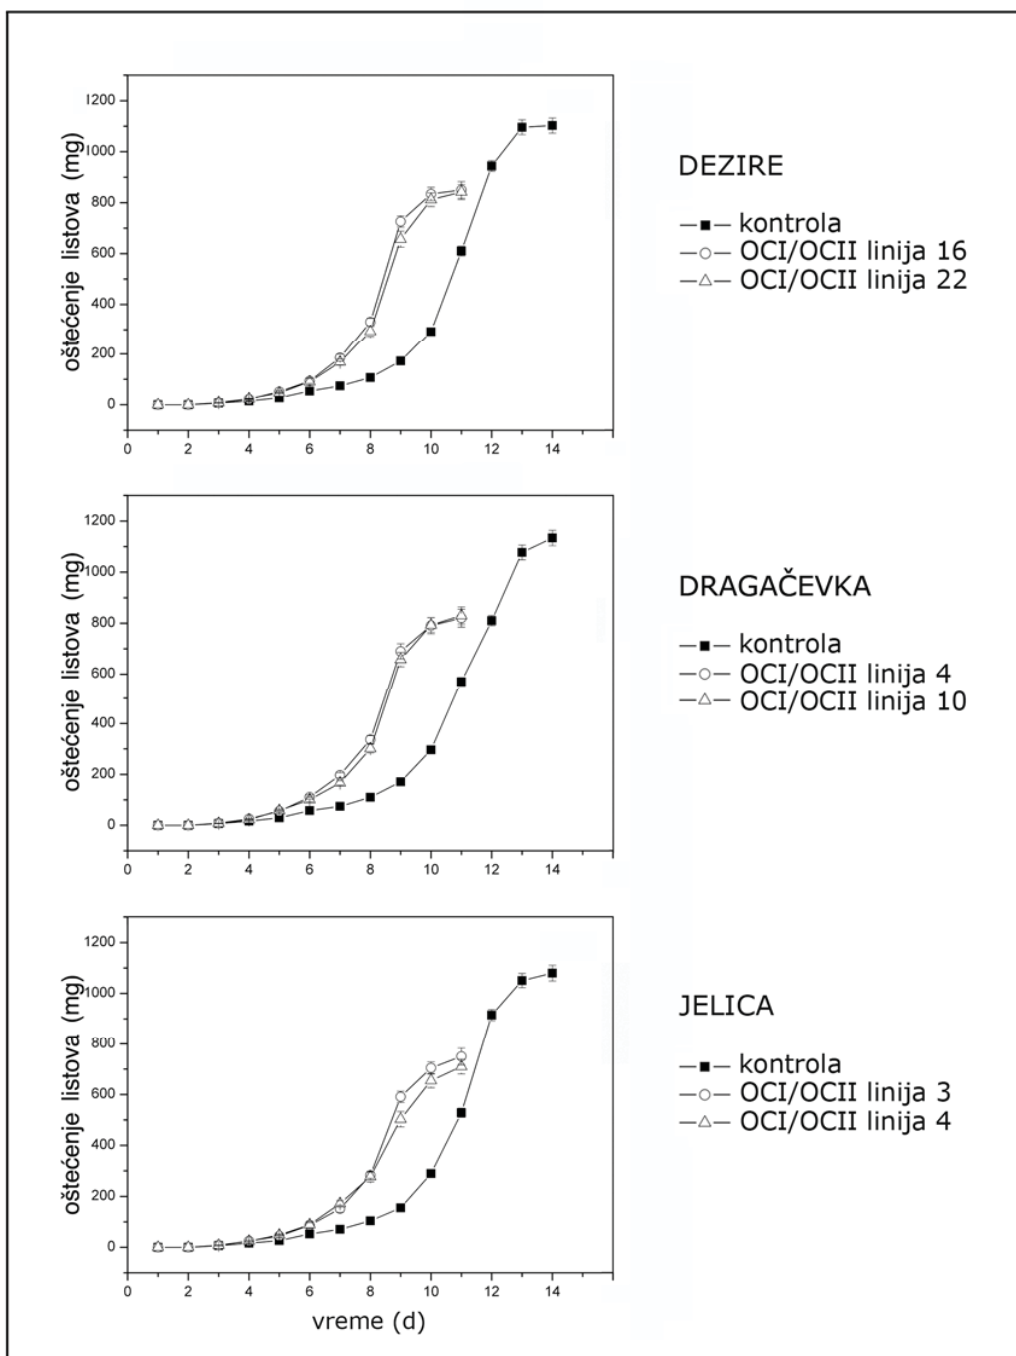 1200
1000
800
600
400
200
0
oštećenje listova (mg)
0 2 4 6 8 10 12 14
DEZIRE
kontrola
OCI/OCII linija 16
OCI/OCII linija 22
1200
1000
800
600
400
200
0
oštećenje listova (mg)
0 2 4 6 8 10 12 14
DRAGAČEVKA
kontrola
OCI/OCII linija 4
OCI/OCII linija 10
1200
1000
800
600
400
200
0
oštećenje listova (mg)
0 2 4 6 8 10 12 14
vreme (d)
JELICA
kontrola
OCI/OCII linija 3
OCI/OCII linija 4